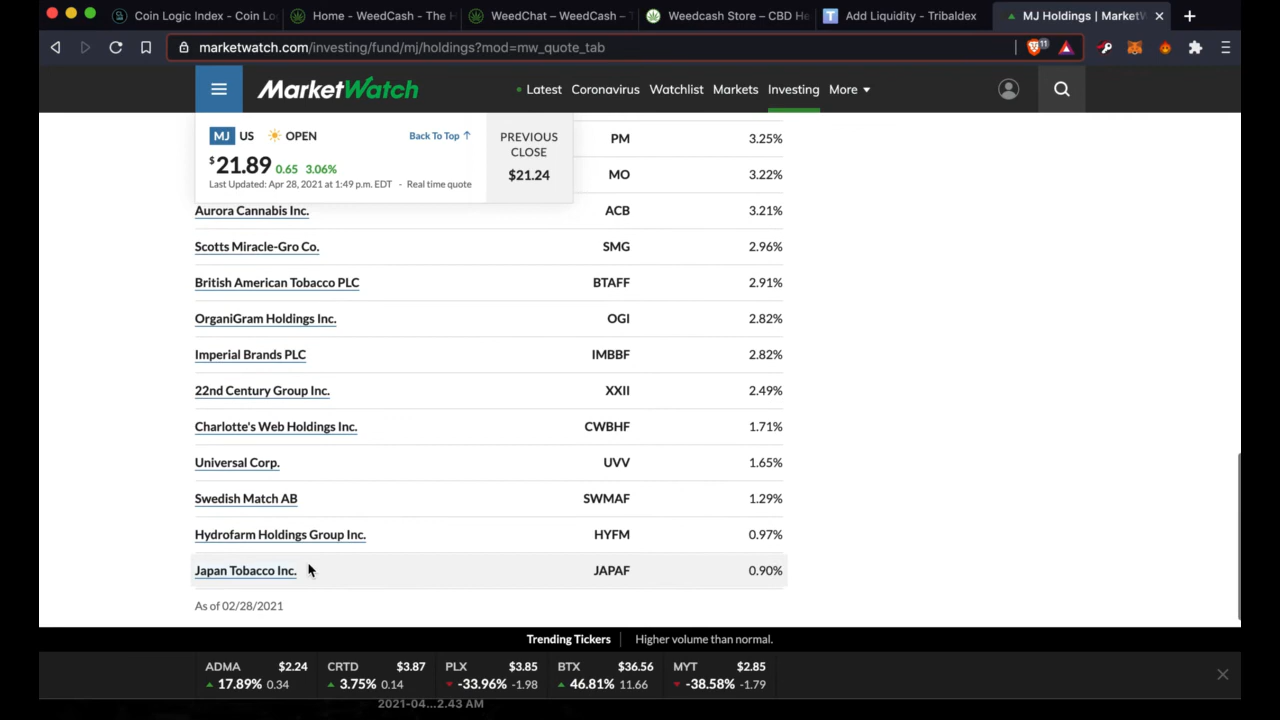 Coin Logic Index - Coin Lo
Home - WeedCash - The H
WeedChat – WeedCash –
Weedcash Store – CBD He
Add Liquidity - Tribaldex
MJ Holdings | Market
marketwatch.com/investing/fund/mj/holdings?mod=mw_quote_tab
11
MarketWatch
Latest Coronavirus Watchlist Markets Investing More
MJ US OPEN Back To Top
$21.89 0.65 3.06%
Last Updated: Apr 28, 2021 at 1:49 p.m. EDT - Real time quote
PREVIOUS
CLOSE
$21.24
PM 3.25%
MO 3.22%
Aurora Cannabis Inc. ACB 3.21%
Scotts Miracle-Gro Co. SMG 2.96%
British American Tobacco PLC BTAFF 2.91%
OrganiGram Holdings Inc. OGI 2.82%
Imperial Brands PLC IMBBF 2.82%
22nd Century Group Inc. XXII 2.49%
Charlotte's Web Holdings Inc. CWBHF 1.71%
Universal Corp. UVV 1.65%
Swedish Match AB SWMAF 1.29%
Hydrofarm Holdings Group Inc. HYFM 0.97%
Japan Tobacco Inc. JAPAF 0.90%
As of 02/28/2021
Trending Tickers Higher volume than normal.
ADMA $2.24 CRTD $3.87 PLX $3.85 BTX $36.56 MYT $2.85
17.89% 0.34 3.75% 0.14 -33.96% -1.98 46.81% 11.66 -38.58% -1.79
2021-04...2.43 AM